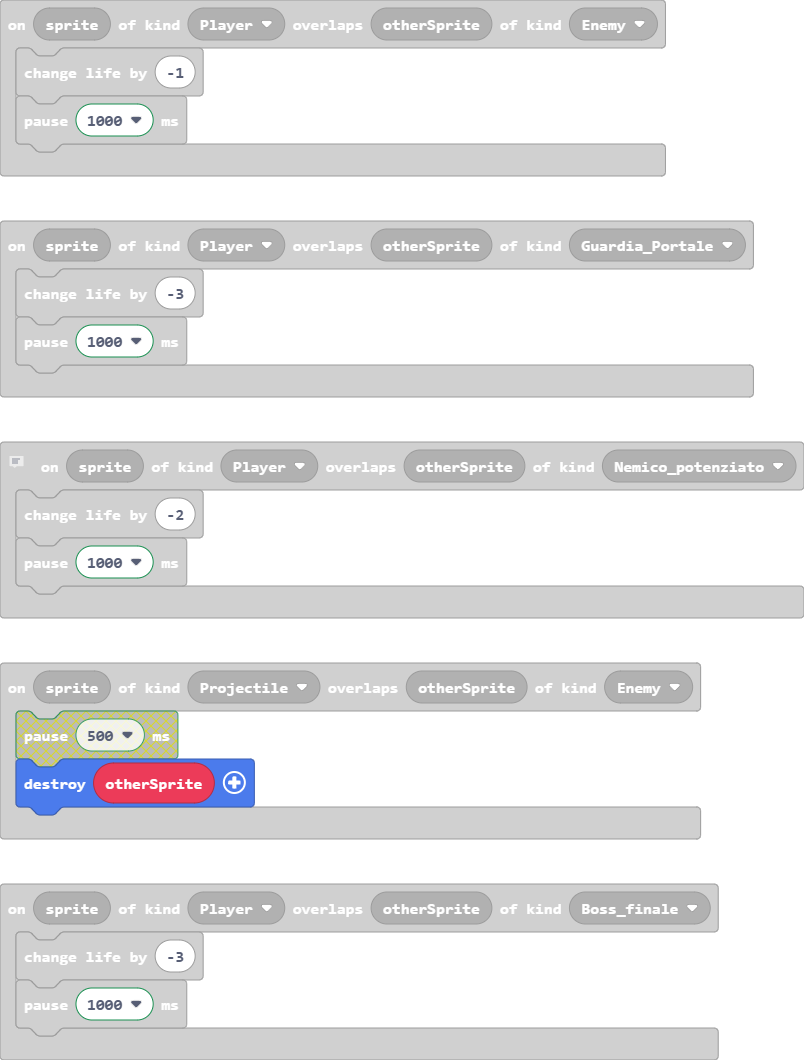 on sprite of kind Player overlaps otherSprite of kind Enemy
change life by -1
pause 1000 ms
on sprite of kind Player overlaps otherSprite of kind Guardia_Portale
change life by -3
pause 1000 ms
on sprite of kind Player overlaps otherSprite of kind Nemico_potenziato
change life by -2
pause 1000 ms
on sprite of kind Projectile overlaps otherSprite of kind Enemy
pause 500 ms
destroy otherSprite
on sprite of kind Player overlaps otherSprite of kind Boss_finale
change life by -3
pause 1000 ms